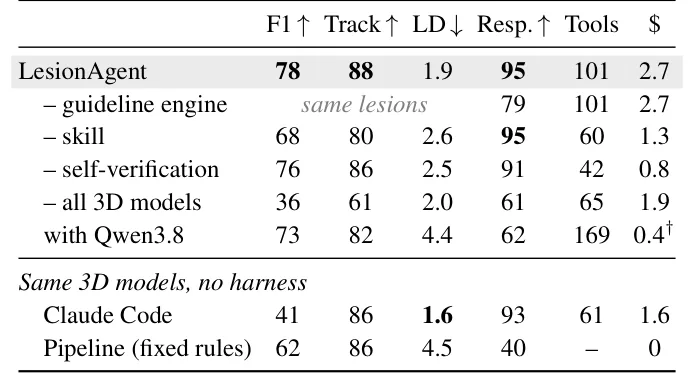 F1 ↑ Track ↑ LD ↓ Resp. ↑ Tools $
LesionAgent 78 88 1.9 95 101 2.7
– guideline engine same lesions 79 101 2.7
– skill 68 80 2.6 95 60 1.3
– self-verification 76 86 2.5 91 42 0.8
– all 3D models 36 61 2.0 61 65 1.9
with Qwen3.8 73 82 4.4 62 169 0.4†
Same 3D models, no harness
Claude Code 41 86 1.6 93 61 1.6
Pipeline (fixed rules) 62 86 4.5 40 – 0